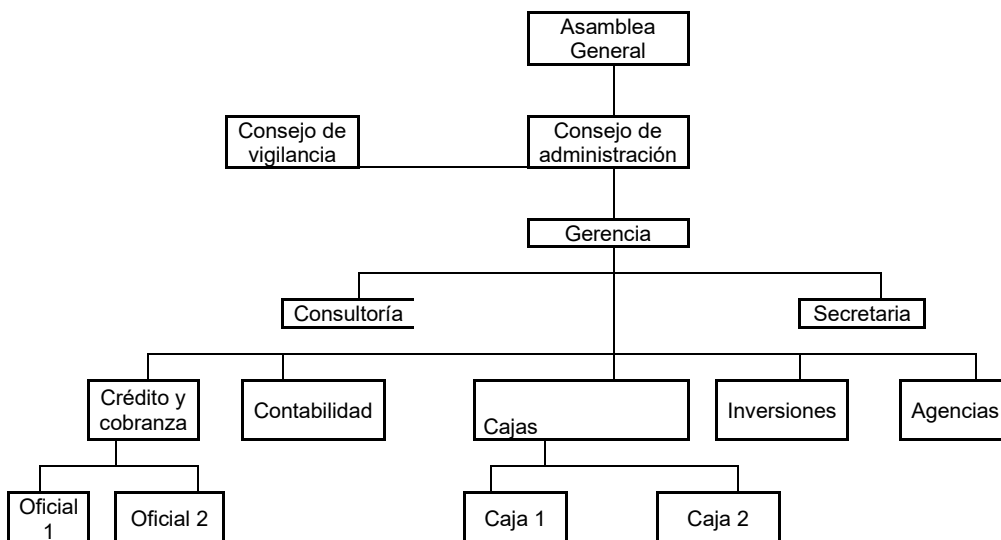 Asamblea
General
Consejo de
vigilancia
Consejo de
administración
Gerencia
Consultoría
Secretaria
Crédito y
cobranza
Contabilidad
Cajas
Inversiones
Agencias
Oficial
1
Oficial 2
Caja 1
Caja 2